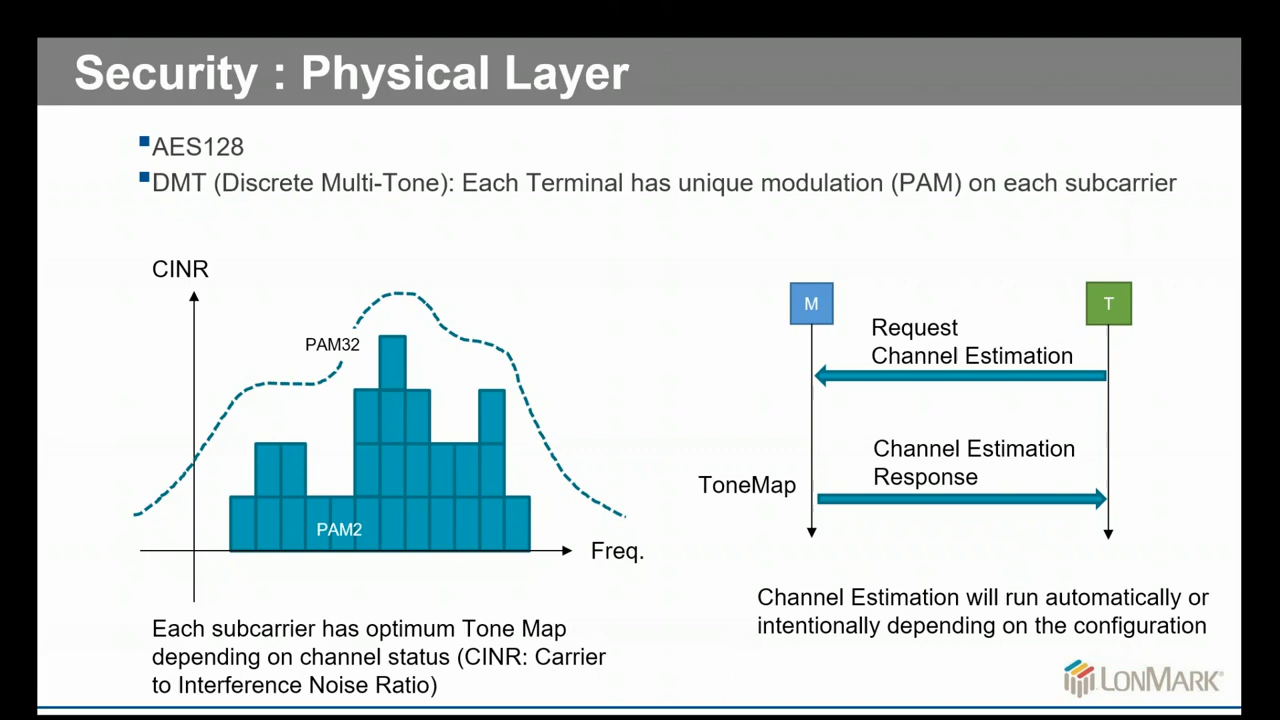 Security : Physical Layer
AES128
DMT (Discrete Multi-Tone): Each Terminal has unique modulation (PAM) on each subcarrier
CINR
PAM32
PAM2
Freq.
Each subcarrier has optimum Tone Map
depending on channel status (CINR: Carrier
to Interference Noise Ratio)
M
T
Request
Channel Estimation
Channel Estimation
Response
ToneMap
Channel Estimation will run automatically or
intentionally depending on the configuration
LONMARK®